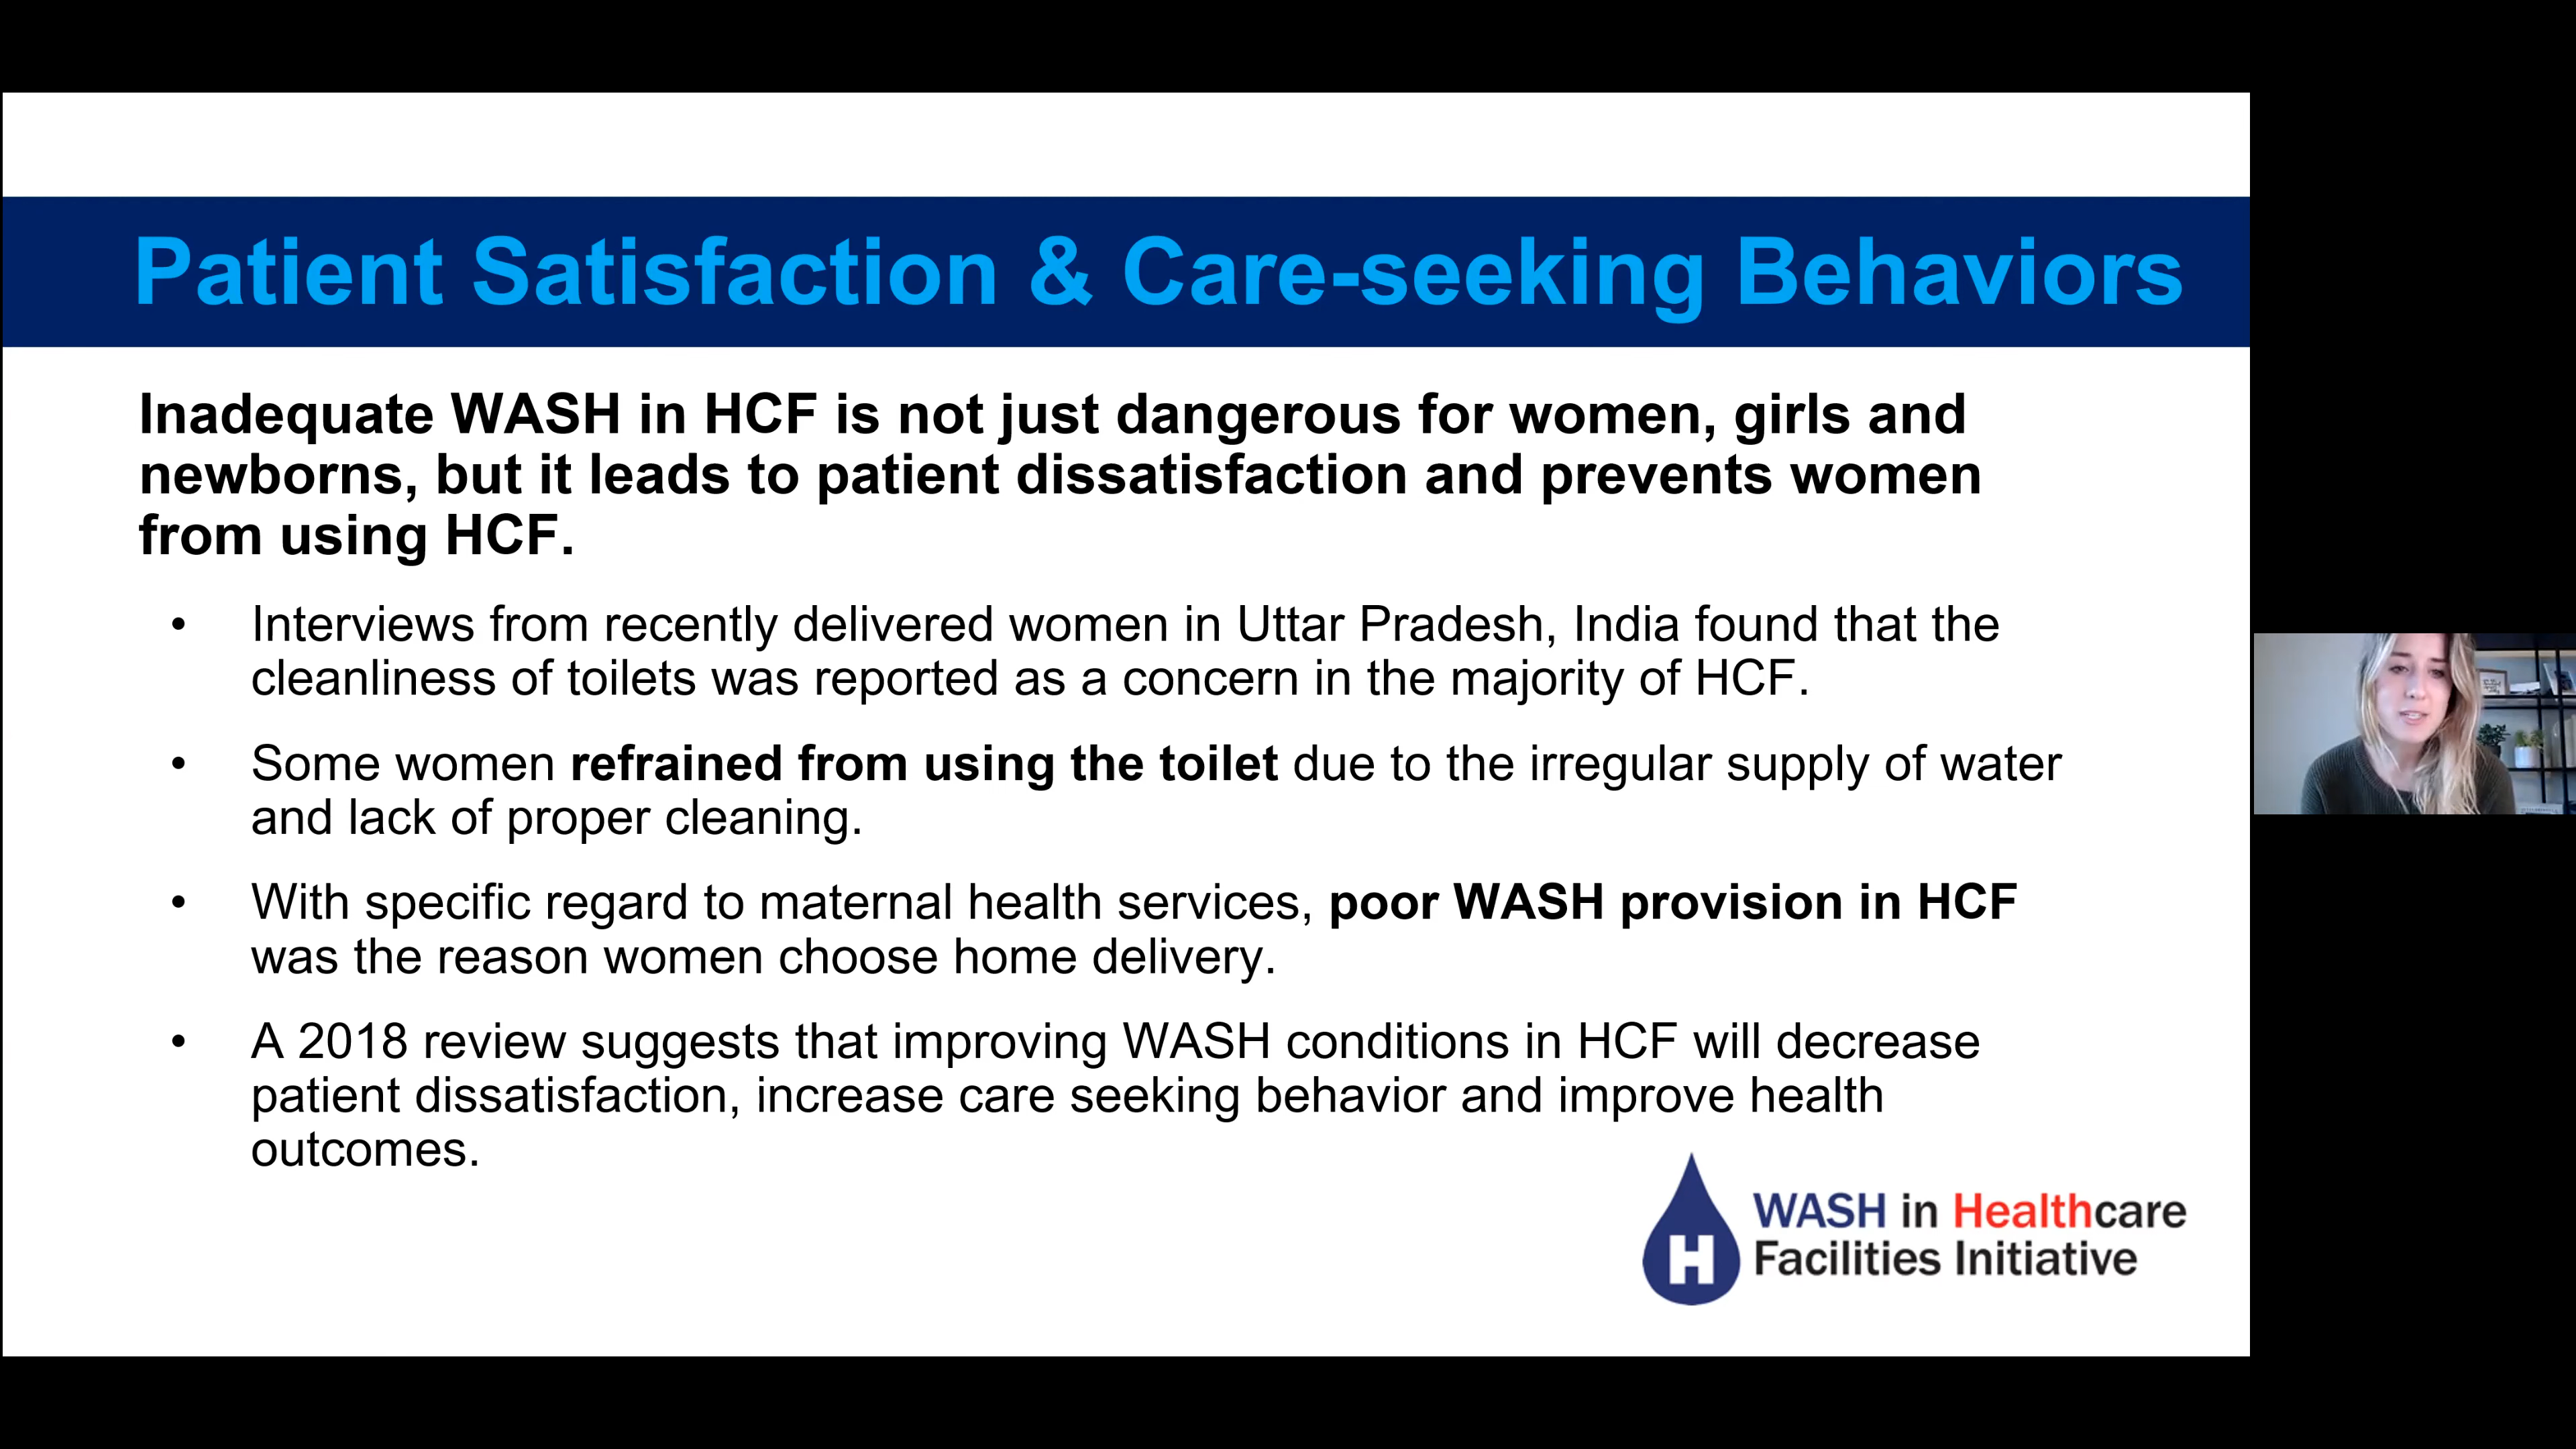 Patient Satisfaction & Care-seeking Behaviors
Inadequate WASH in HCF is not just dangerous for women, girls and
newborns, but it leads to patient dissatisfaction and prevents women
from using HCF.
• Interviews from recently delivered women in Uttar Pradesh, India found that the
cleanliness of toilets was reported as a concern in the majority of HCF.
• Some women refrained from using the toilet due to the irregular supply of water
and lack of proper cleaning.
• With specific regard to maternal health services, poor WASH provision in HCF
was the reason women choose home delivery.
• A 2018 review suggests that improving WASH conditions in HCF will decrease
patient dissatisfaction, increase care seeking behavior and improve health
outcomes.
H
WASH in Healthcare
Facilities Initiative